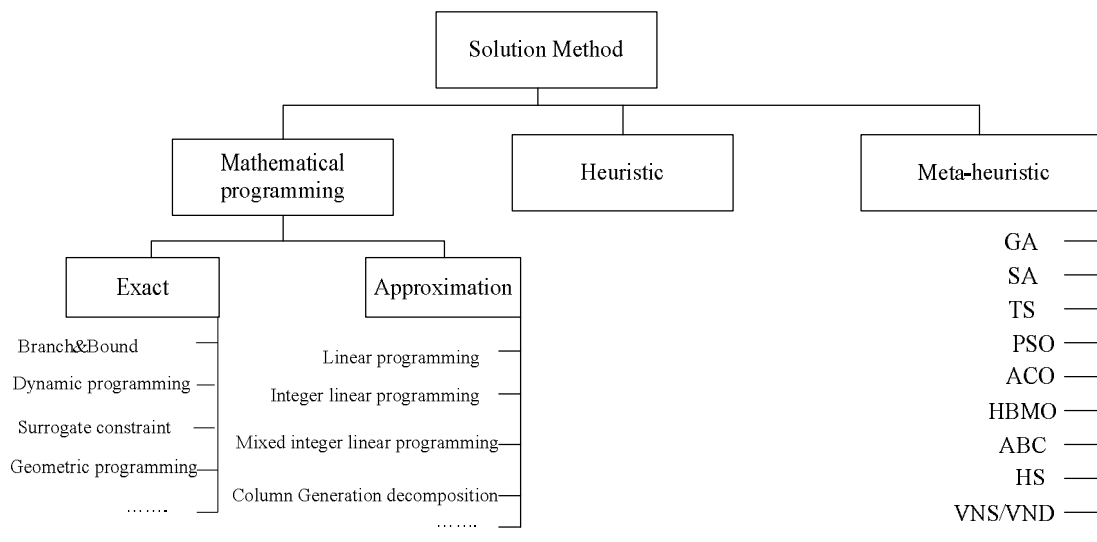 Solution Method
Mathematical
programming
Heuristic
Meta-heuristic
Exact
Approximation
Branch&Bound
Dynamic programming
Surrogate constraint
Geometric programming
…….
Linear programming
Integer linear programming
Mixed integer linear programming
Column Generation decomposition
…….
GA
SA
TS
PSO
ACO
HBMO
ABC
HS
VNS/VND